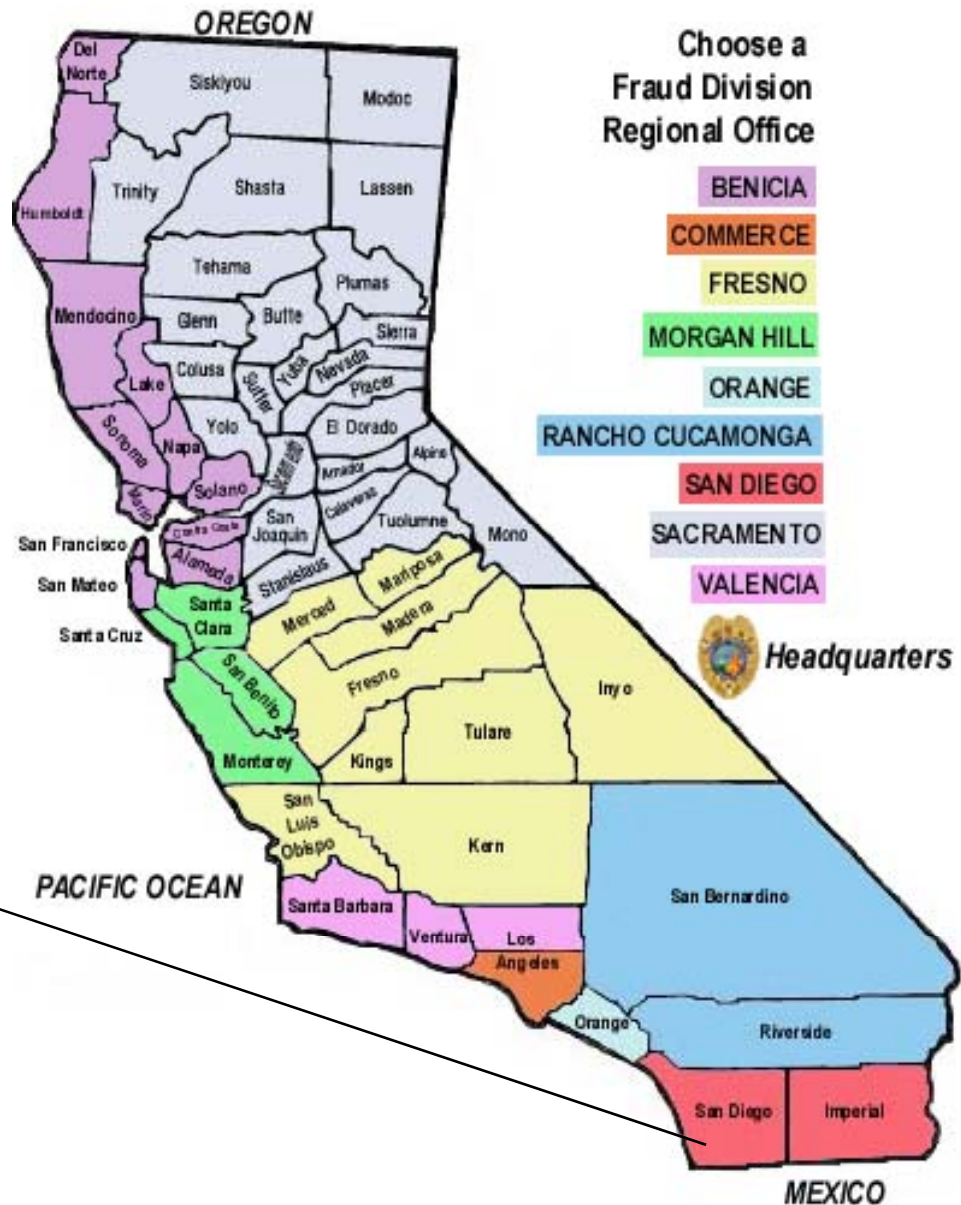 OREGON
Choose a
Fraud Division
Regional Office
BENICIA
COMMERCE
FRESNO
MORGAN HILL
ORANGE
RANCHO CUCAMONGA
SAN DIEGO
SACRAMENTO
VALENCIA
Headquarters
Del
Norte
Siskiyou
Modoc
Humboldt
Trinity
Shasta
Lassen
Tehama
Plumas
Mendocino
Glenn
Butte
Sierra
Lake
Colusa
Sutter
Yuba
Nevada
Placer
Sonoma
Napa
Yolo
El Dorado
Marin
Solano
Sacramento
Amador
Alpine
San Francisco
Contra Costa
San
Joaquin
Calaveras
Tuolumne
Mono
San Mateo
Alameda
Stanislaus
Mariposa
Santa Cruz
Santa
Clara
Merced
Madera
San Benito
Fresno
Inyo
Monterey
Kings
Tulare
San
Luis
Obispo
Kern
PACIFIC OCEAN
Santa Barbara
Ventura
Los
Angeles
San Bernardino
Orange
Riverside
San Diego
Imperial
MEXICO